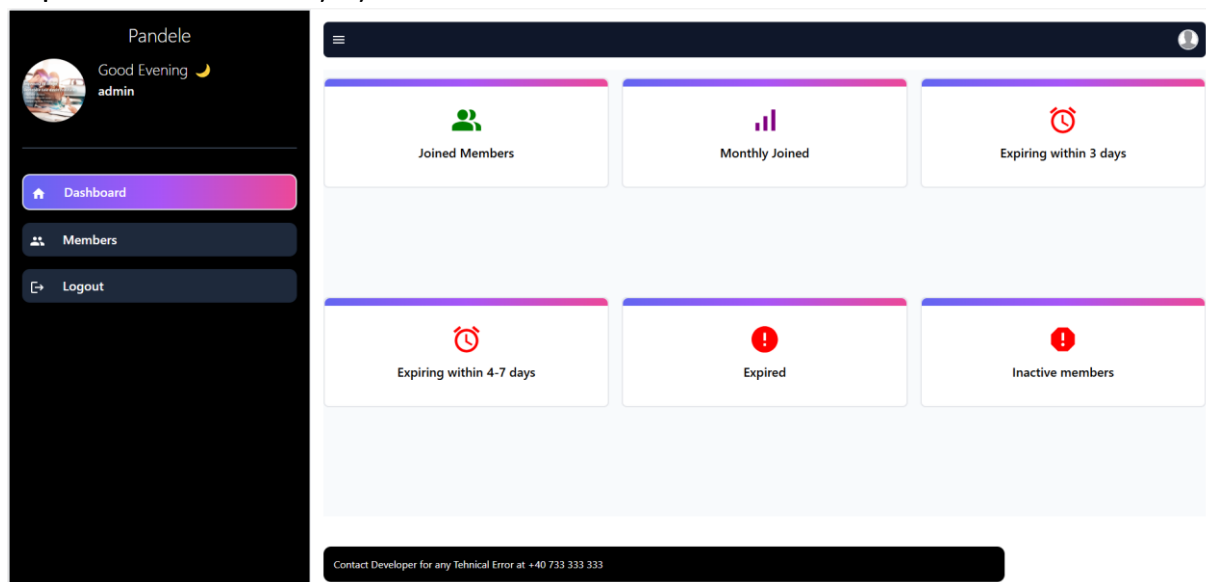 Pandele
Good Evening 🌙
admin
Dashboard
Members
Logout
Joined Members
Monthly Joined
Expiring within 3 days
Expiring within 4-7 days
Expired
Inactive members
Contact Developer for any Tehnical Error at +40 733 333 333